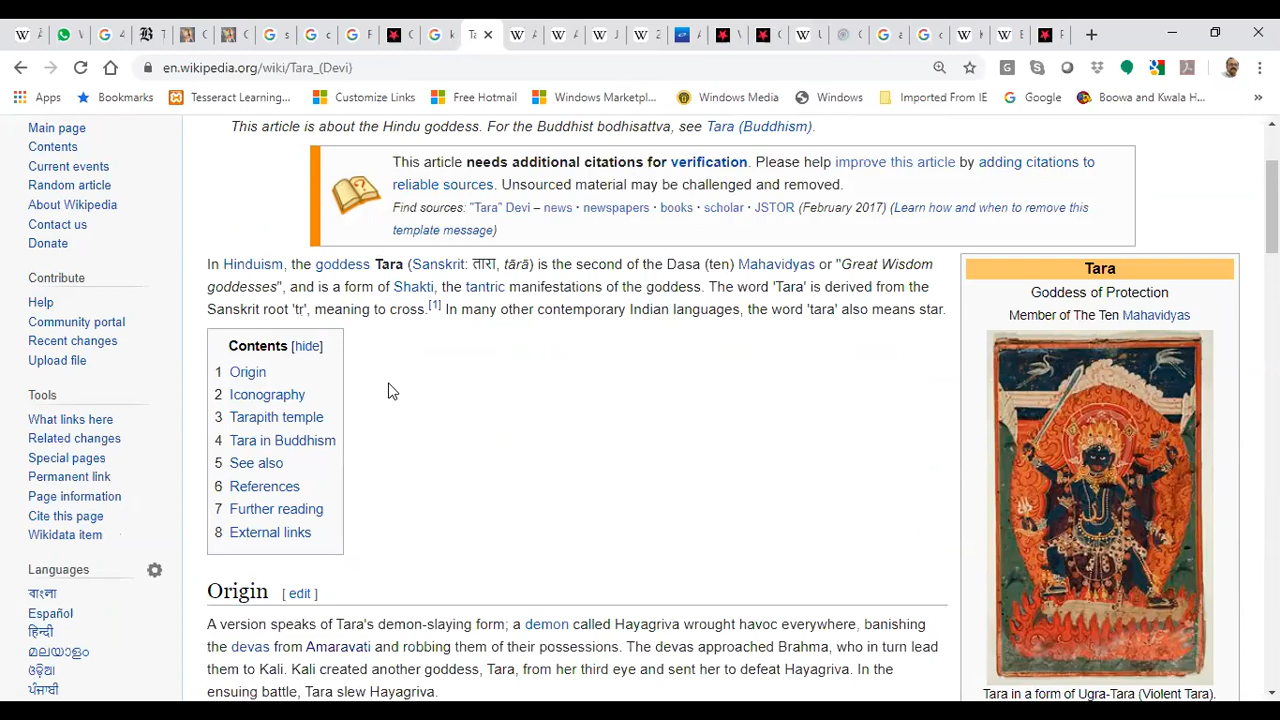 Ta
en.wikipedia.org/wiki/Tara_(Devi)
Apps Bookmarks Tesseract Learning... Customize Links Free Hotmail Windows Marketpl... Windows Media Windows Imported From IE Google Boowa and Kwala H... »
Main page
Contents
Current events
Random article
About Wikipedia
Contact us
Donate
Contribute
Help
Community portal
Recent changes
Upload file
Tools
What links here
Related changes
Special pages
Permanent link
Page information
Cite this page
Wikidata item
Languages
বাংলা
Español
हिन्दी
മലയാളം
ଓଡ଼ିଆ
ਪੰਜਾਬੀ
This article is about the Hindu goddess. For the Buddhist bodhisattva, see Tara (Buddhism).
This article needs additional citations for verification. Please help improve this article by adding citations to
reliable sources. Unsourced material may be challenged and removed.
Find sources: "Tara" Devi – news · newspapers · books · scholar · JSTOR (February 2017) (Learn how and when to remove this
template message)
In Hinduism, the goddess Tara (Sanskrit: तारा, tārā) is the second of the Dasa (ten) Mahavidyas or "Great Wisdom
goddesses", and is a form of Shakti, the tantric manifestations of the goddess. The word 'Tara' is derived from the
Sanskrit root 'tr', meaning to cross.[1] In many other contemporary Indian languages, the word 'tara' also means star.
Contents [hide]
1 Origin
2 Iconography
3 Tarapith temple
4 Tara in Buddhism
5 See also
6 References
7 Further reading
8 External links
Origin [ edit ]
A version speaks of Tara's demon-slaying form; a demon called Hayagriva wrought havoc everywhere, banishing
the devas from Amaravati and robbing them of their possessions. The devas approached Brahma, who in turn lead
them to Kali. Kali created another goddess, Tara, from her third eye and sent her to defeat Hayagriva. In the
ensuing battle, Tara slew Hayagriva.
Tara
Goddess of Protection
Member of The Ten Mahavidyas
Tara in a form of Ugra-Tara (Violent Tara).